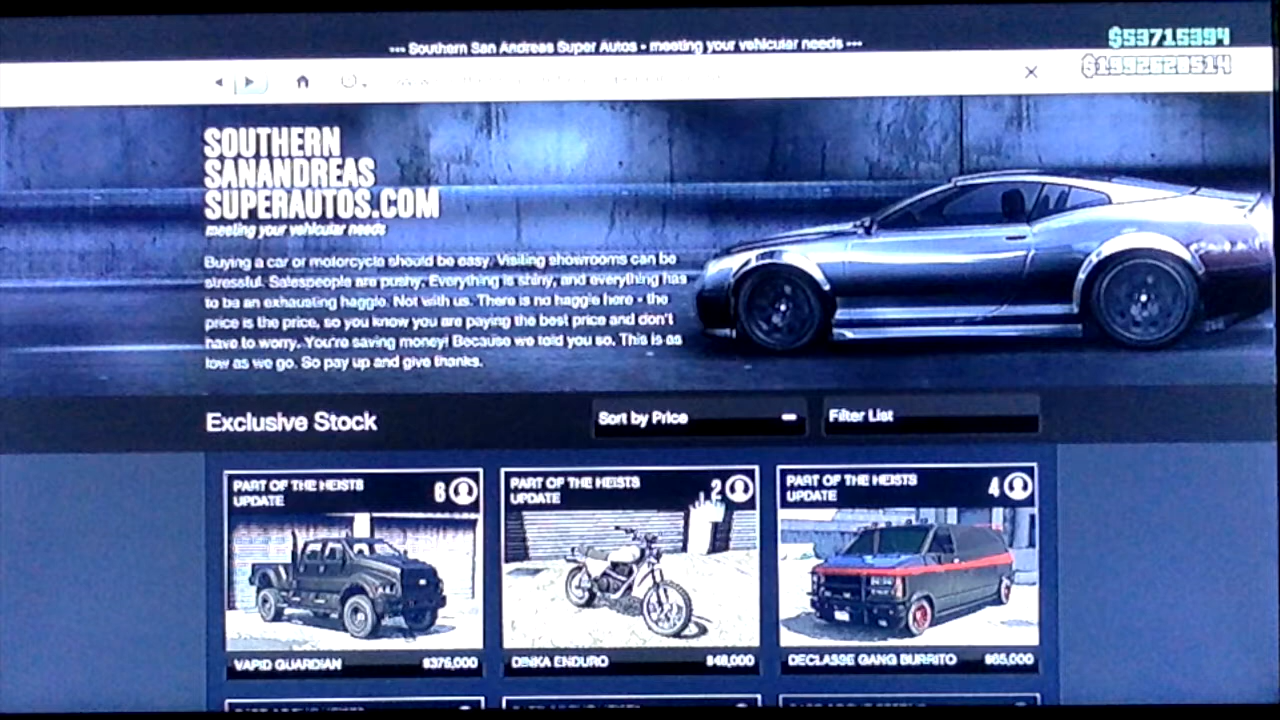 --- Southern San Andreas Super Autos - meeting your vehicular needs ---
$53715394
SOUTHERN
SANANDREAS
SUPERAUTOS.COM
meeting your vehicular needs
Buying a car or motorcycle should be easy. Visiting showrooms can be
stressful. Salespeople are pushy. Everything is shiny, and everything has
to be an exhausting haggle. Not with us. There is no haggle here - the
price is the price, so you know you are paying the best price and don't
have to worry. You're saving money! Because we told you so. This is as
low as we go. So pay up and give thanks.
Exclusive Stock
Sort by Price
Filter List
PART OF THE HEISTS
UPDATE
6
PART OF THE HEISTS
UPDATE
2
PART OF THE HEISTS
UPDATE
4
VAPID GUARDIAN $375,000
DINKA ENDURO $48,000
DECLASSE GANG BURRITO $65,000